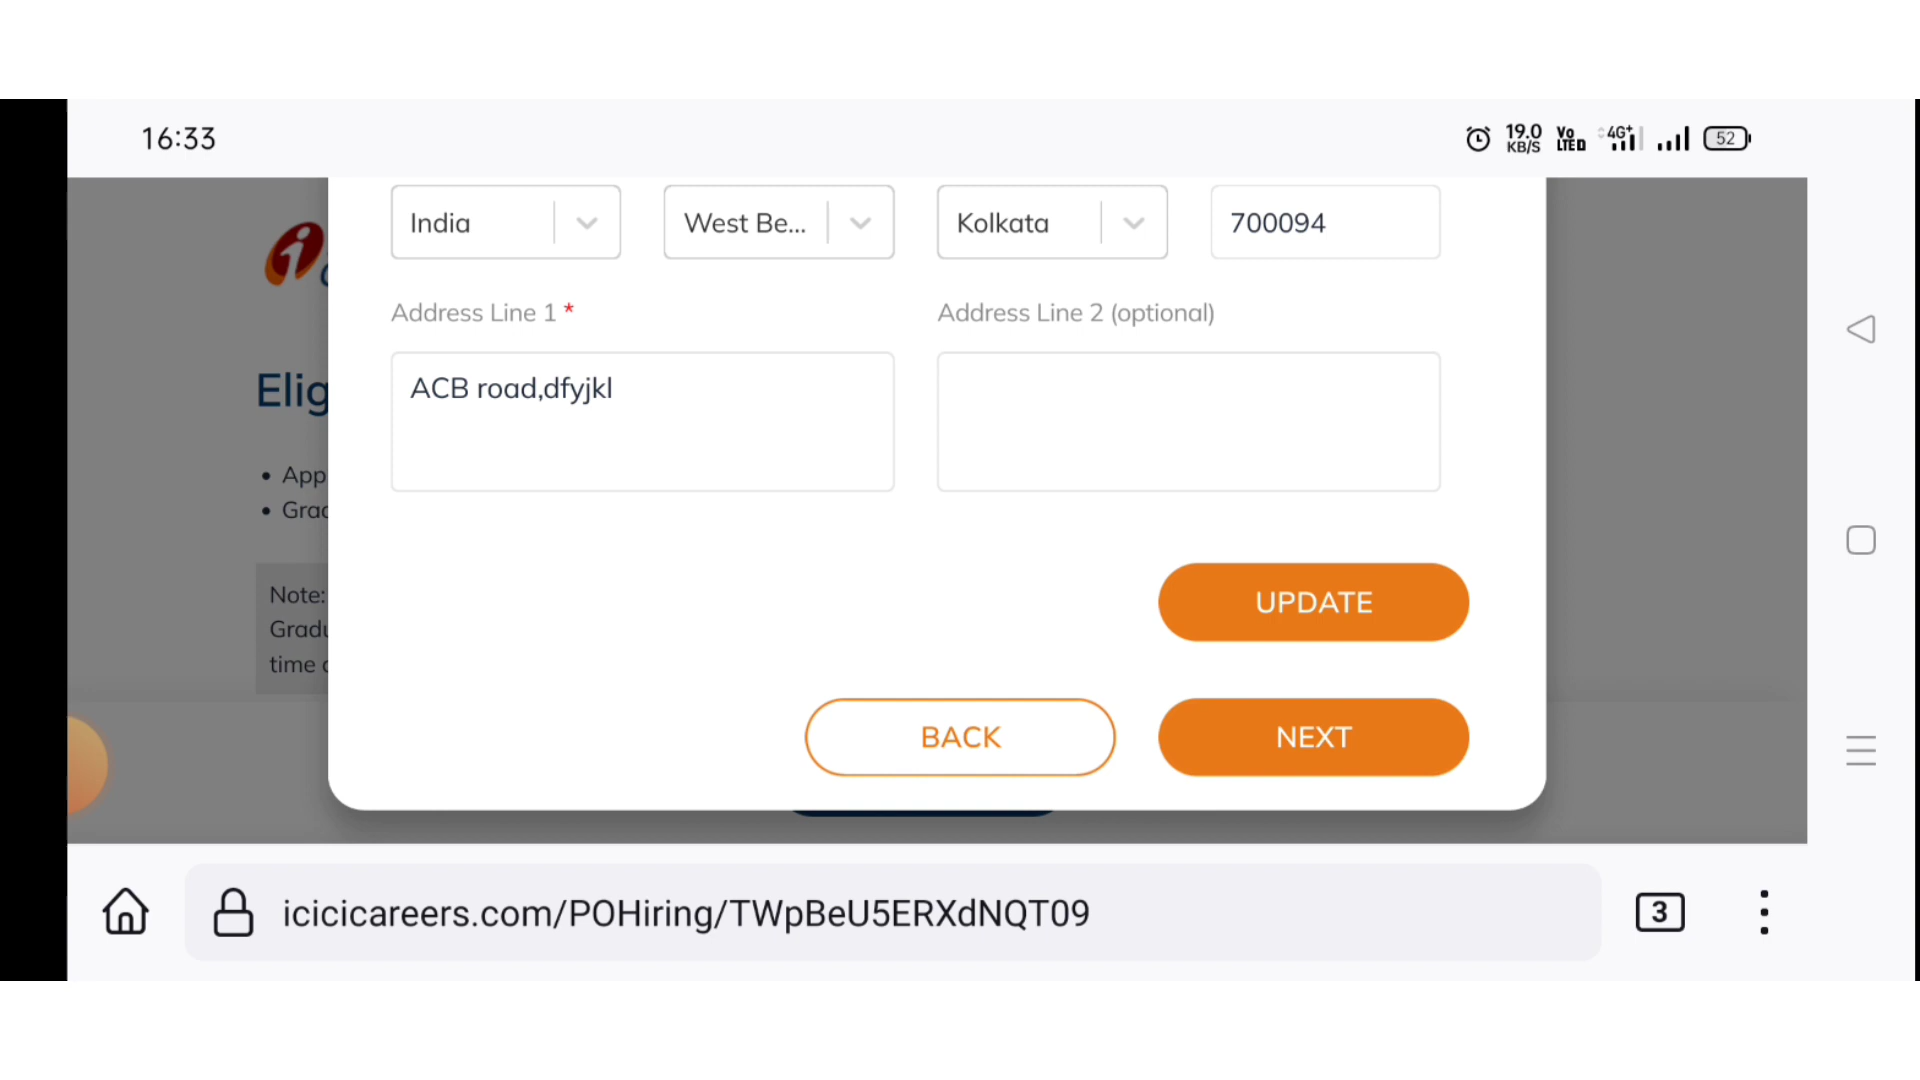 16:33
19.0 KB/S Vo LTE 4G+ 52
India West Be... Kolkata 700094
Address Line 1 * Address Line 2 (optional)
ACB road,dfyjkl
Elig
• App
• Grad
Note:
Gradu
time
UPDATE
BACK NEXT
icicicareers.com/POHiring/TWpBeU5ERXdNQT09
3